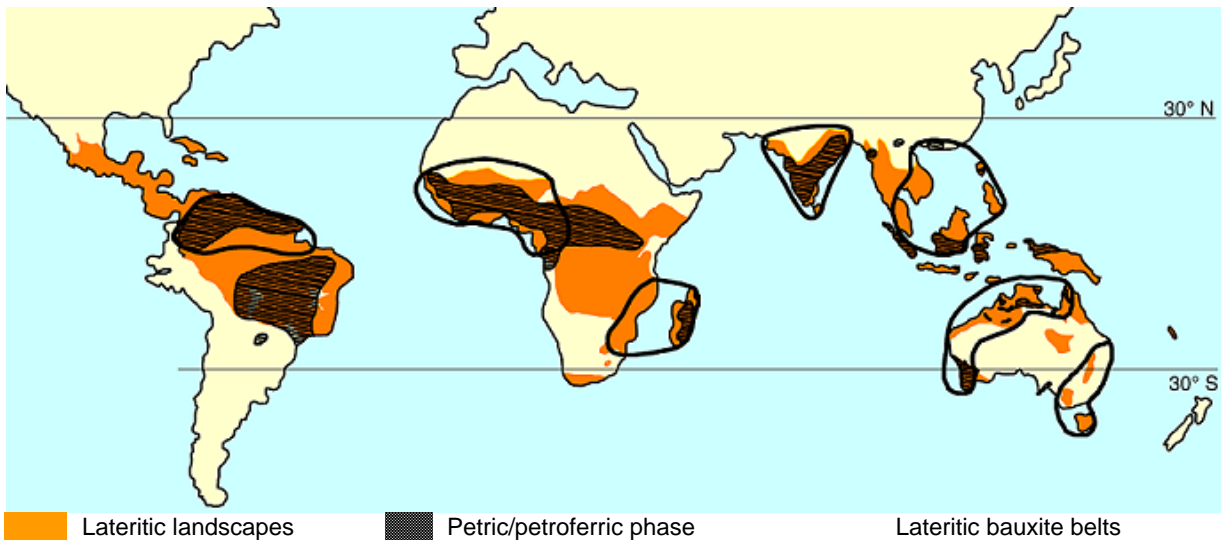 30° N
30° S
Lateritic landscapes Petric/petroferric phase Lateritic bauxite belts